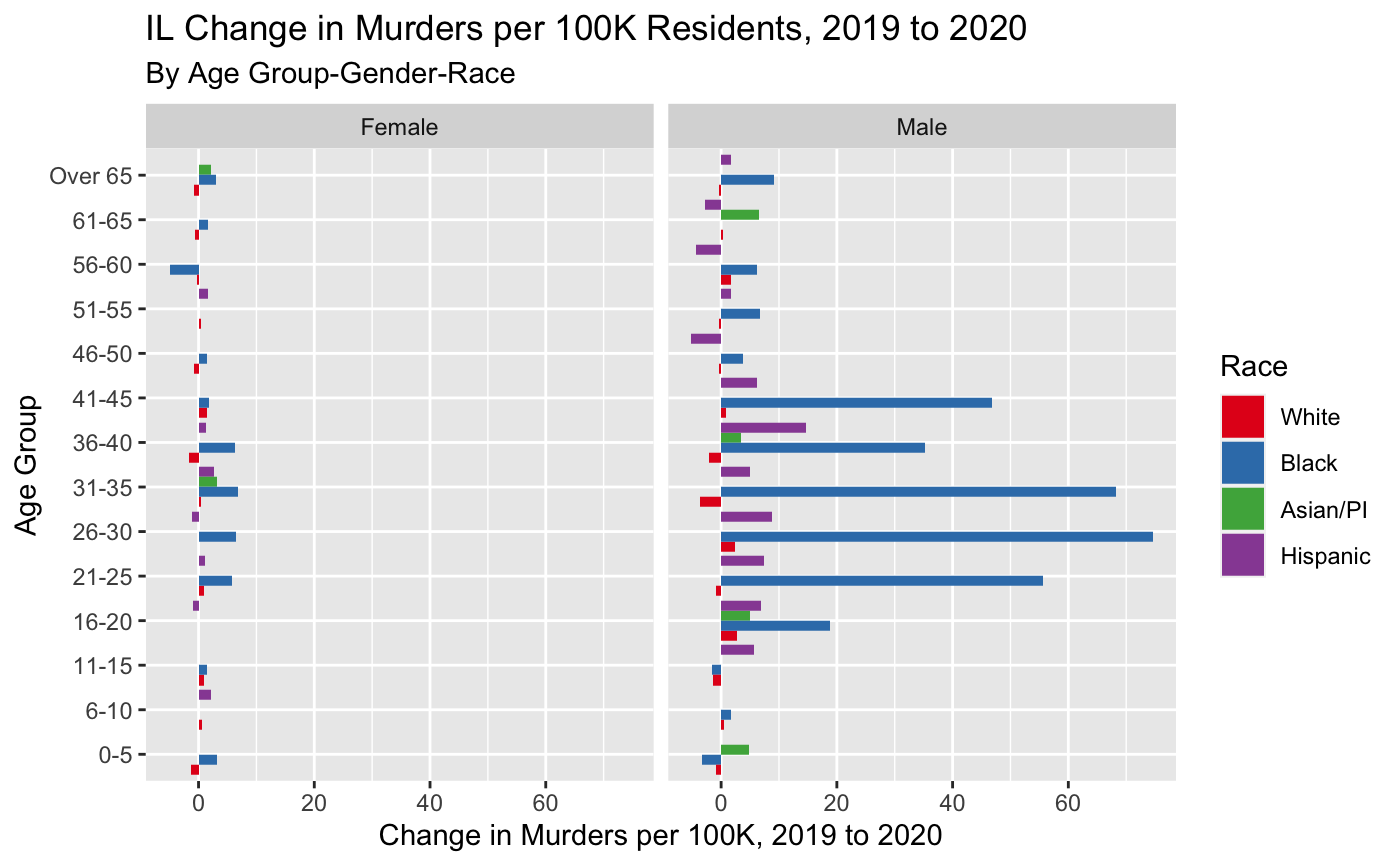 IL Change in Murders per 100K Residents, 2019 to 2020
By Age Group-Gender-Race
Female
Male
Over 65
61-65
56-60
51-55
46-50
41-45
36-40
31-35
26-30
21-25
16-20
11-15
6-10
0-5
Age Group
0 20 40 60
0 20 40 60
Change in Murders per 100K, 2019 to 2020
Race
White
Black
Asian/PI
Hispanic